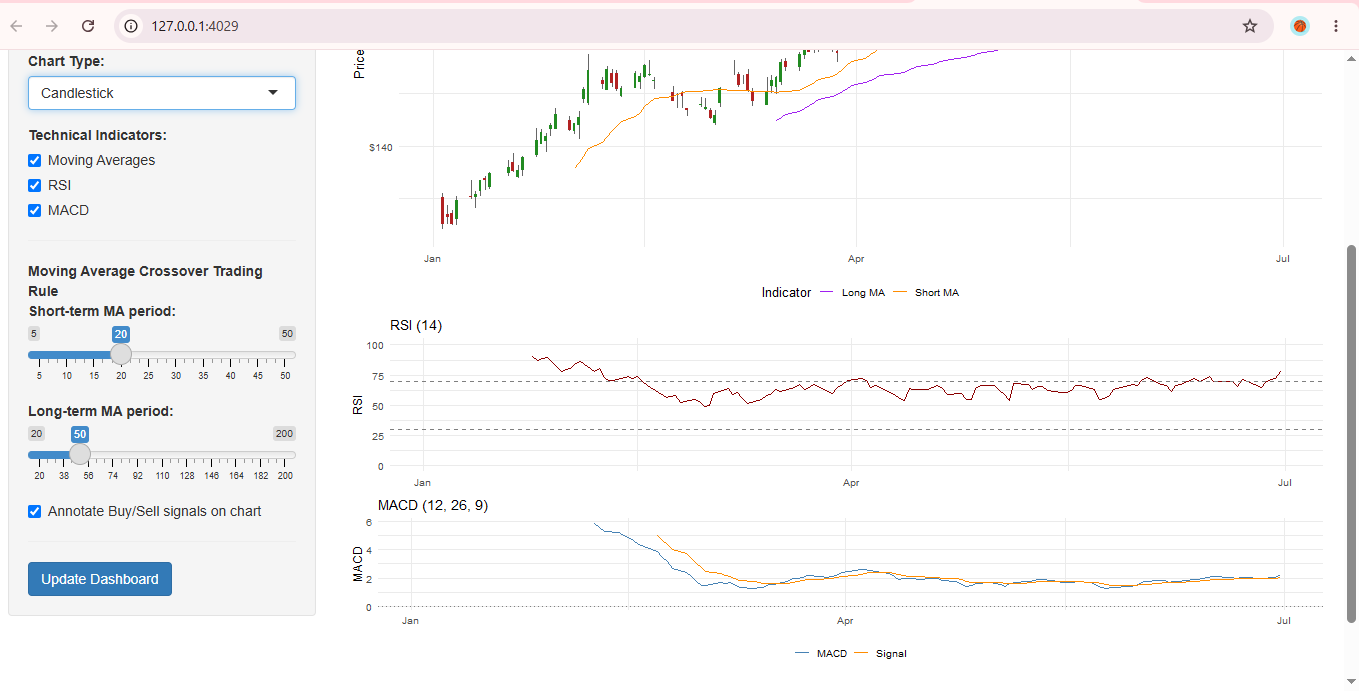 127.0.0.1:4029
Chart Type:
Candlestick
Technical Indicators:
Moving Averages
RSI
MACD
Moving Average Crossover Trading
Rule
Short-term MA period:
5 20 50
5 10 15 20 25 30 35 40 45 50
Long-term MA period:
20 50 200
20 38 56 74 92 110 128 146 164 182 200
Annotate Buy/Sell signals on chart
Update Dashboard
Price
$140
Jan Apr Jul
Indicator Long MA Short MA
RSI (14)
100
75
50
25
0
RSI
Jan Apr Jul
MACD (12, 26, 9)
6
4
2
0
MACD
Jan Apr Jul
MACD Signal